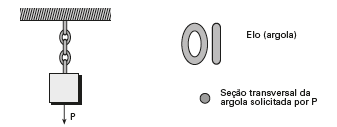 Elo (argola)
P
Seção transversal da
argola solicitada por P